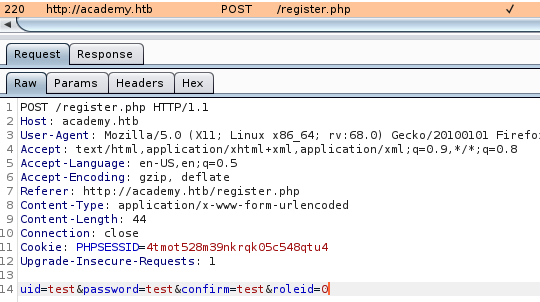 220 http://academy.htb POST /register.php ✓
Request Response
Raw Params Headers Hex
1 POST /register.php HTTP/1.1
2 Host: academy.htb
3 User-Agent: Mozilla/5.0 (X11; Linux x86_64; rv:68.0) Gecko/20100101 Firefo
4 Accept: text/html,application/xhtml+xml,application/xml;q=0.9,*/*;q=0.8
5 Accept-Language: en-US,en;q=0.5
6 Accept-Encoding: gzip, deflate
7 Referer: http://academy.htb/register.php
8 Content-Type: application/x-www-form-urlencoded
9 Content-Length: 44
10 Connection: close
11 Cookie: PHPSESSID=4tmot528m39nkrqk05c548qtu4
12 Upgrade-Insecure-Requests: 1
13
14 uid=test&password=test&confirm=test&roleid=0